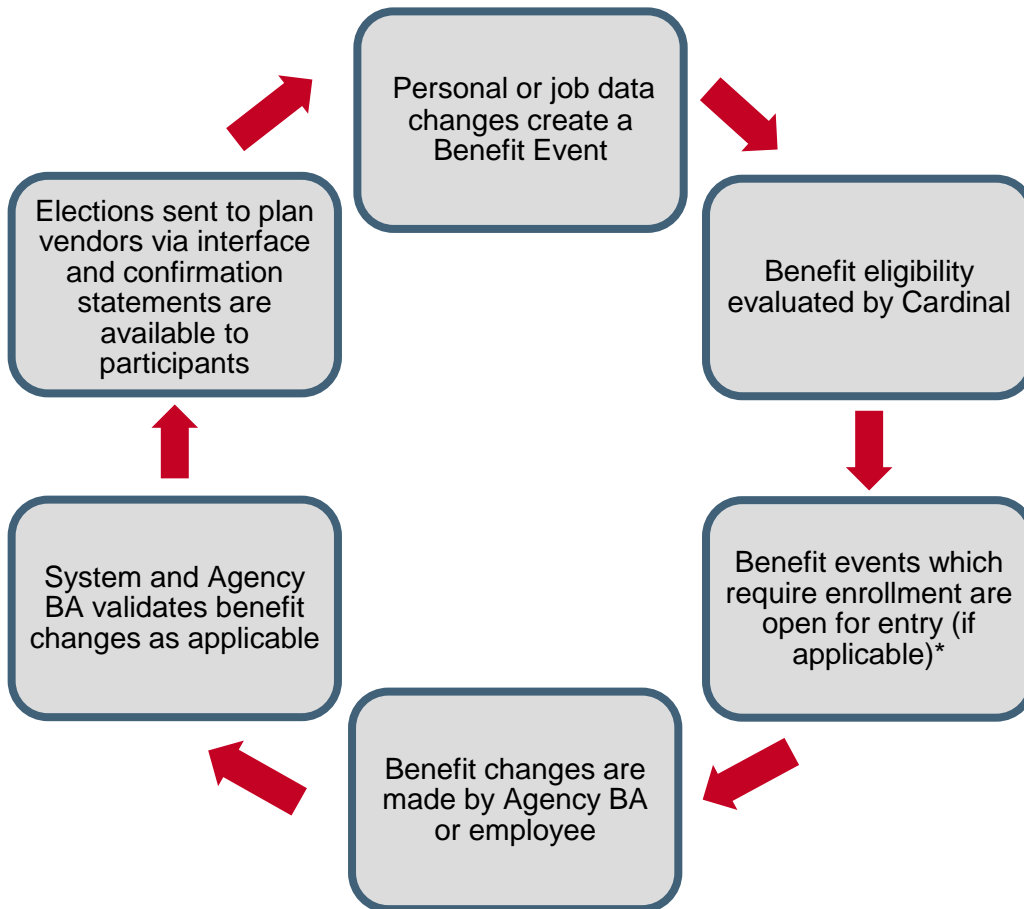 Personal or job data
changes create a
Benefit Event
Benefit eligibility
evaluated by Cardinal
Benefit events which
require enrollment are
open for entry (if
applicable)*
Benefit changes are
made by Agency BA
or employee
System and Agency
BA validates benefit
changes as applicable
Elections sent to plan
vendors via interface
and confirmation
statements are
available to
participants